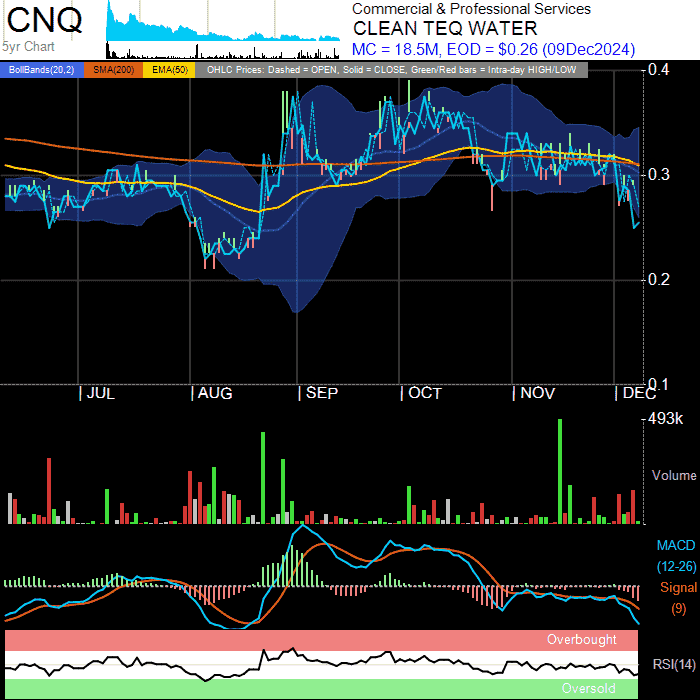 CNQ
5yr Chart
Commercial & Professional Services
CLEAN TEQ WATER
MC = 18.5M, EOD = $0.26 (09Dec2024)
BollBands(20,2) SMA(200) EMA(50) OHLC Prices: Dashed = OPEN, Solid = CLOSE, Green/Red bars = Intra-day HIGH/LOW
0.4
0.3
0.2
0.1
| JUL | AUG | SEP | OCT | NOV | DEC
493k
Volume
MACD
(12-26)
Signal
(9)
Overbought
RSI(14)
Oversold